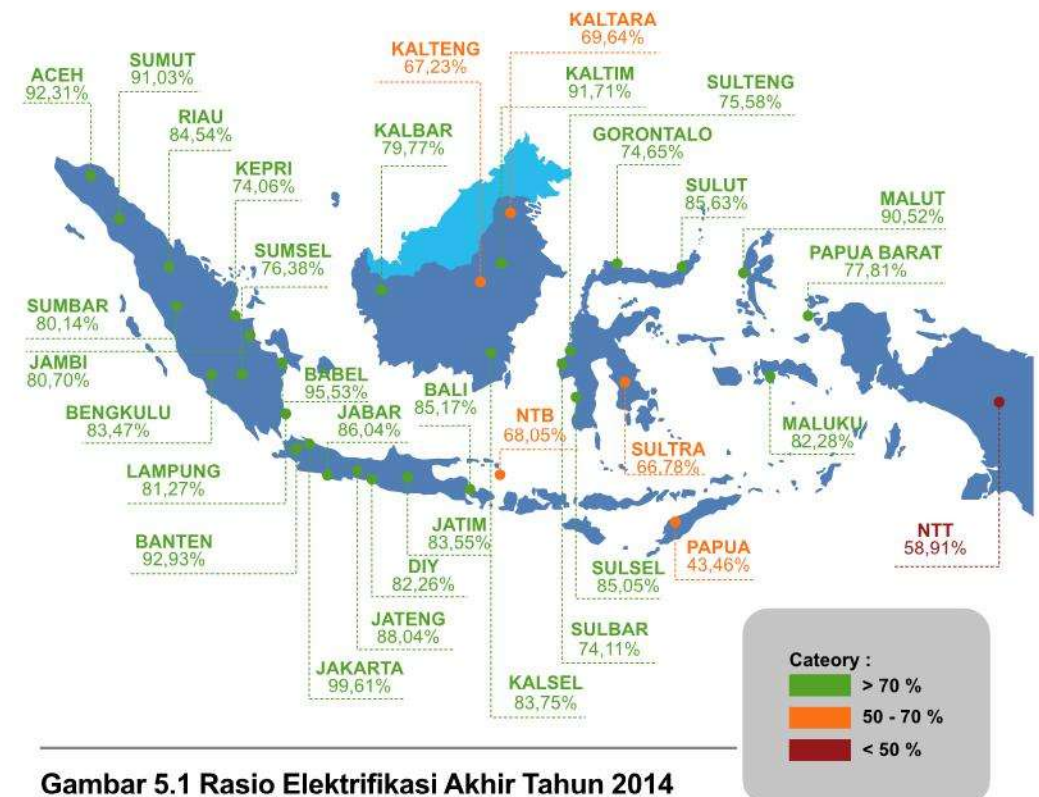 KALTARA
69,64%
KALTENG
67,23%
SUMUT
91,03%
ACEH
92,31%
KALTIM
91,71%
SULTENG
75,58%
RIAU
84,54%
KALBAR
79,77%
GORONTALO
74,65%
KEPRI
74,06%
SULUT
85,63%
MALUT
90,52%
SUMSEL
76,38%
PAPUA BARAT
77,81%
SUMBAR
80,14%
JAMBI
80,70%
BABEL
95,53%
BALI
85,17%
BENGKULU
83,47%
JABAR
86,04%
NTB
68,05%
SULTRA
66,78%
MALUKU
82,28%
LAMPUNG
81,27%
JATIM
83,55%
NTT
58,91%
BANTEN
92,93%
PAPUA
43,46%
DIY
82,26%
SULSEL
85,05%
JATENG
88,04%
SULBAR
74,11%
JAKARTA
99,61%
KALSEL
83,75%
Cateory :
> 70 %
50 - 70 %
< 50 %
Gambar 5.1 Rasio Elektrifikasi Akhir Tahun 2014